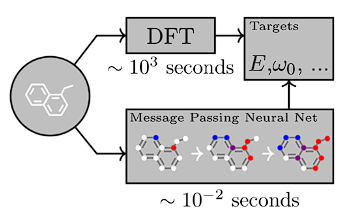 DFT
Targets
E,ω₀, ...
∼ 10³ seconds
Message Passing Neural Net
∼ 10⁻² seconds